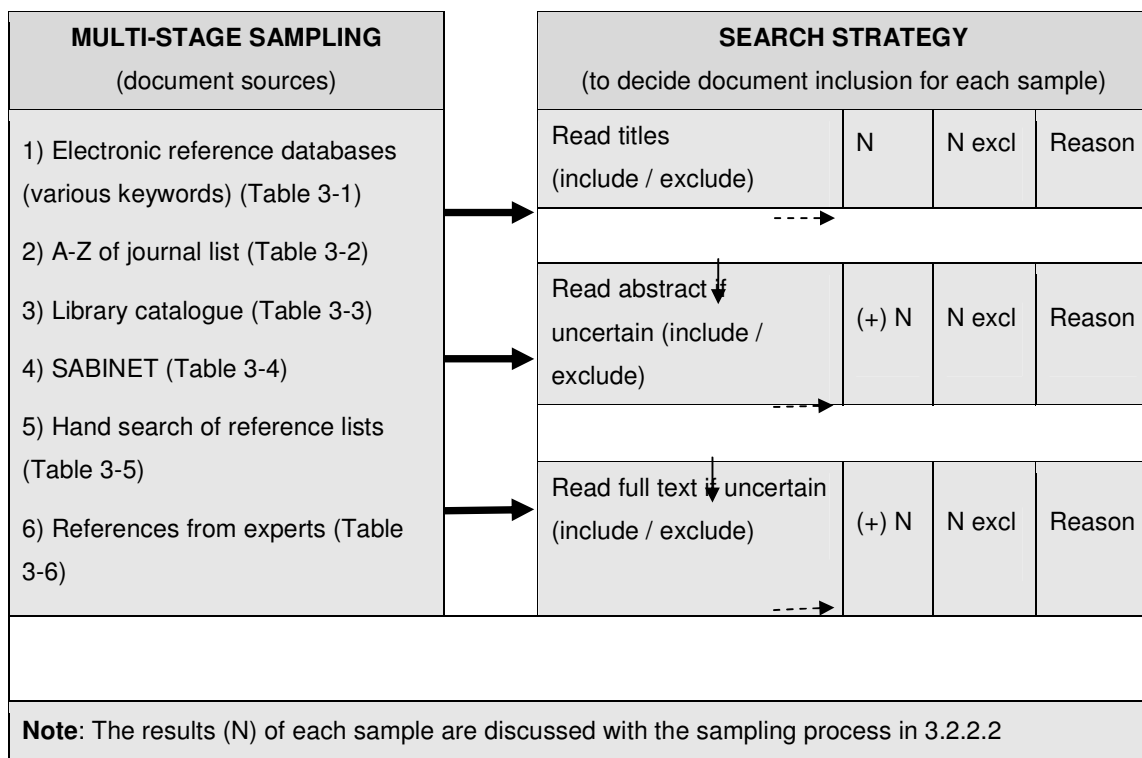 MULTI-STAGE SAMPLING
(document sources)
1) Electronic reference databases
(various keywords) (Table 3-1)
2) A-Z of journal list (Table 3-2)
3) Library catalogue (Table 3-3)
4) SABINET (Table 3-4)
5) Hand search of reference lists
(Table 3-5)
6) References from experts (Table
3-6)
SEARCH STRATEGY
(to decide document inclusion for each sample)
Read titles
(include / exclude)
N
N excl
Reason
Read abstract if
uncertain (include /
exclude)
(+) N
N excl
Reason
Read full text if uncertain
(include / exclude)
(+) N
N excl
Reason
Note: The results (N) of each sample are discussed with the sampling process in 3.2.2.2